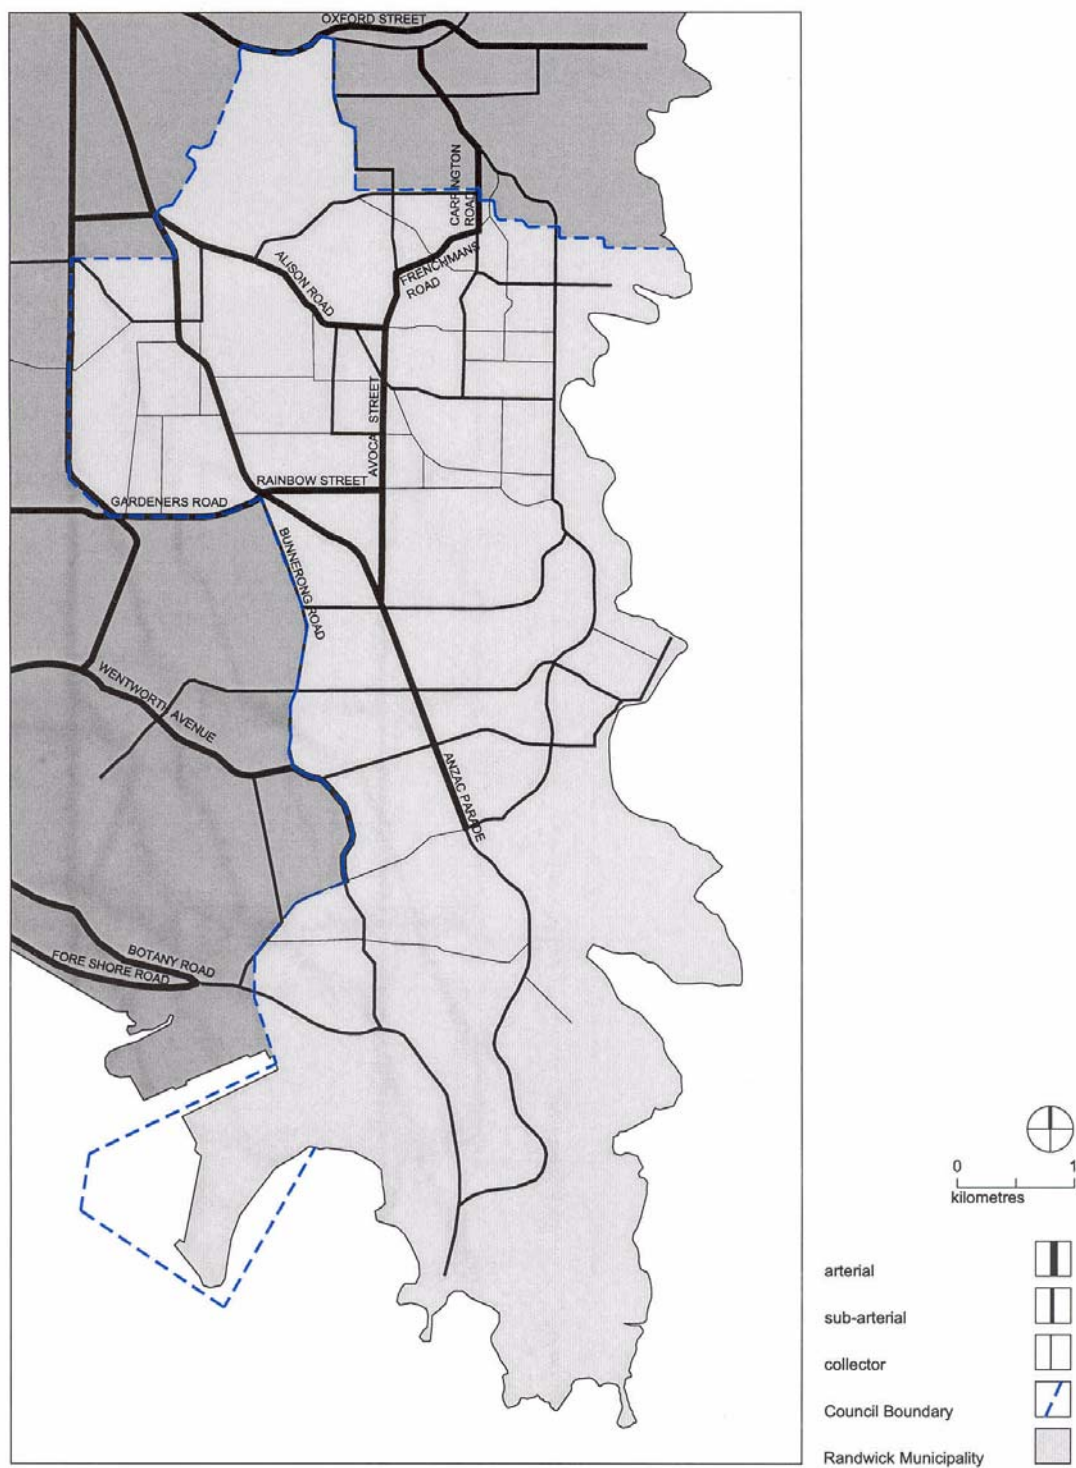 OXFORD STREET
CARRINGTON
ROAD
ALISON ROAD
FRENCHMANS
ROAD
AVOCA STREET
RAINBOW STREET
GARDENERS ROAD
BUNNERONG ROAD
WENTWORTH AVENUE
ANZAC PARADE
BOTANY ROAD
FORE SHORE ROAD
0 1
kilometres
arterial
sub-arterial
collector
Council Boundary
Randwick Municipality